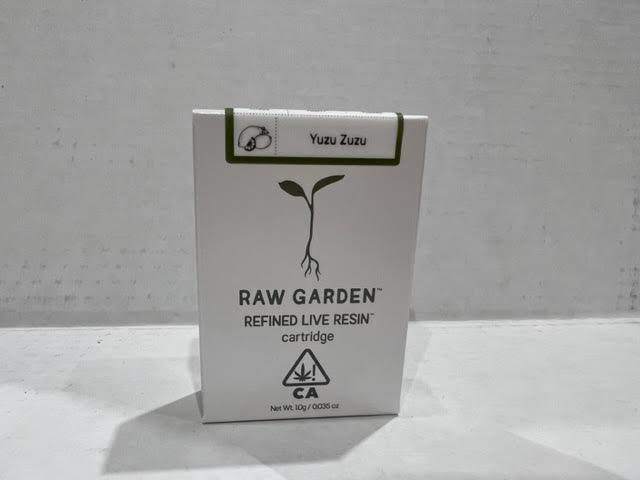 Yuzu Zuzu
RAW GARDEN™
REFINED LIVE RESIN™
cartridge
CA
Net Wt. 1.0g / 0.035 oz